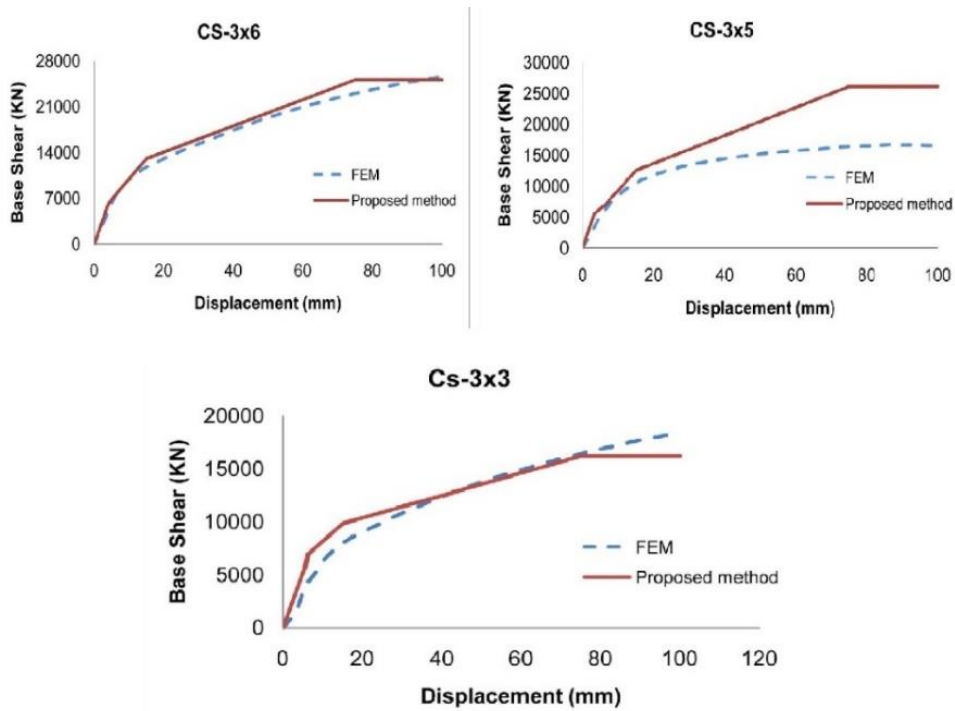 CS-3x6
Base Shear (KN)
28000
21000
14000
7000
0
FEM
Proposed method
0 20 40 60 80 100
Displacement (mm)
CS-3x5
Base Shear (KN)
30000
25000
20000
15000
10000
5000
0
FEM
Proposed method
0 20 40 60 80 100
Displacement (mm)
Cs-3x3
Base Shear (KN)
20000
15000
10000
5000
0
FEM
Proposed method
0 20 40 60 80 100 120
Displacement (mm)